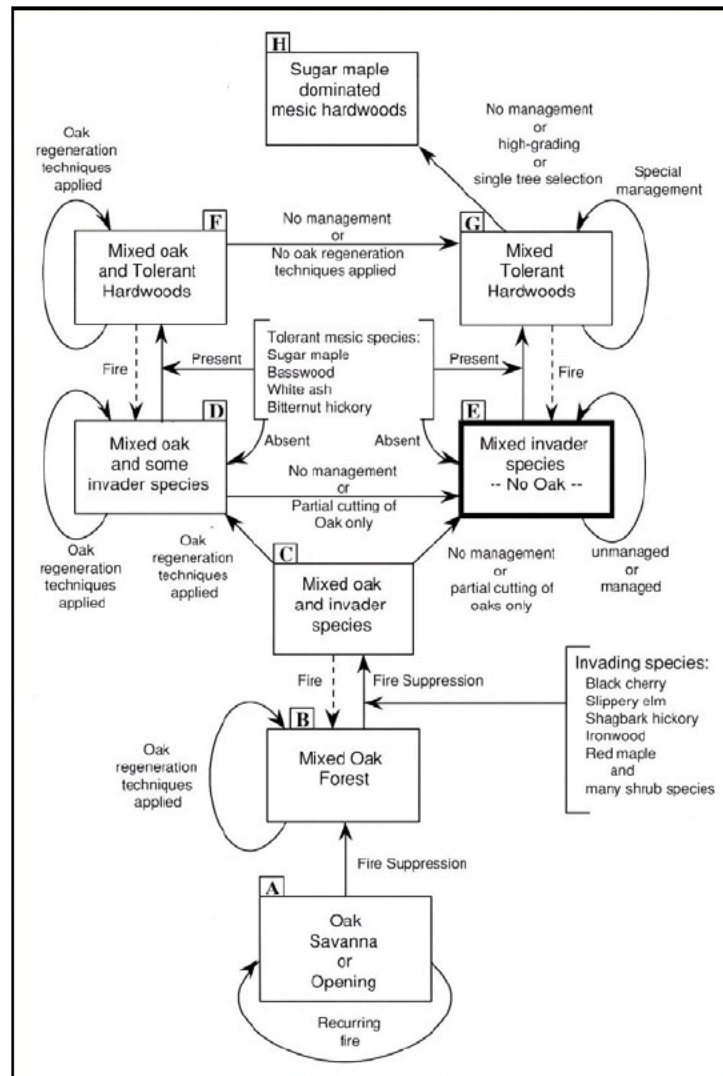 H
Sugar maple
dominated
mesic hardwoods
No management
or
high-grading
or
single tree selection
Oak
regeneration
techniques
applied
Special
management
F
Mixed oak
and Tolerant
Hardwoods
No management
or
No oak regeneration
techniques applied
G
Mixed
Tolerant
Hardwoods
Fire
Present
Tolerant mesic species:
Sugar maple
Basswood
White ash
Bitternut hickory
Present
Fire
Absent
Absent
D
Mixed oak
and some
invader species
No management
or
Partial cutting of
Oak only
E
Mixed invader
species
-- No Oak --
Oak
regeneration
techniques
applied
Oak
regeneration
techniques
applied
C
Mixed oak
and invader
species
No management
or
partial cutting of
oaks only
unmanaged
or managed
Fire
Fire Suppression
Invading species:
Black cherry
Slippery elm
Shagbark hickory
Ironwood
Red maple
and
many shrub species
B
Mixed Oak
Forest
Oak
regeneration
techniques
applied
Fire Suppression
A
Oak
Savanna
or
Opening
Recurring
fire